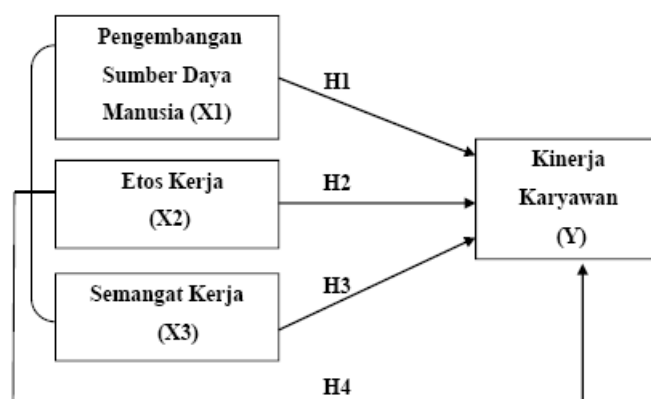 Pengembangan
Sumber Daya
Manusia (X1)
H1
Etos Kerja
(X2)
H2
Kinerja
Karyawan
(Y)
Semangat Kerja
(X3)
H3
H4